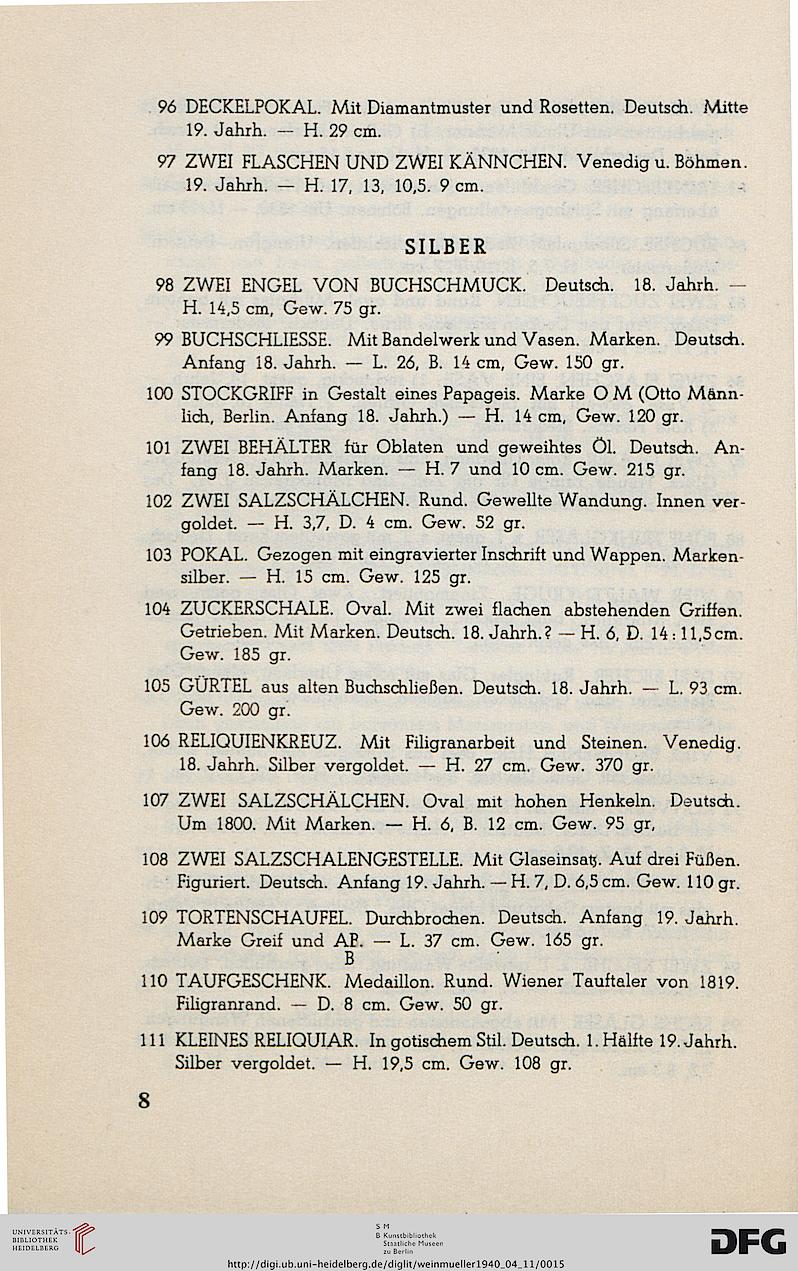 96 DECKELPOKAL. Mit Diamantmuster und Rosetten. Deutsch. Mitte
19. Jahrh. — H. 29 cm.
97 ZWEI FLASCHEN UND ZWEI KÄNNCHEN. Venedig u. Böhmen.
19. Jahrh. — H. 17, 13, 10,5. 9 cm.
SILBER
98 ZWEI ENGEL VON BUCHSCHMUCK. Deutsch. 18. Jahrh. —
H. 14,5 cm, Gew. 75 gr.
99 BUCHSCHLIESSE. Mit Bandelwerk und Vasen. Marken. Deutsch.
Anfang 18. Jahrh. — L. 26, B. 14 cm, Gew. 150 gr.
100 STOCKGRIFF in Gestalt eines Papageis. Marke O M (Otto Männ-
lich, Berlin. Anfang 18. Jahrh.) — H. 14 cm, Gew. 120 gr.
101 ZWEI BEHÄLTER für Oblaten und geweihtes Öl. Deutsch. An-
fang 18. Jahrh. Marken. — H. 7 und 10 cm. Gew. 215 gr.
102 ZWEI SALZSCHÄLCHEN. Rund. Gewellte Wandung. Innen ver-
goldet. — H. 3,7, D. 4 cm. Gew. 52 gr.
103 POKAL. Gezogen mit eingravierter Inschrift und Wappen. Marken-
silber. — H. 15 cm. Gew. 125 gr.
104 ZUCKERSCHALE. Oval. Mit zwei flachen abstehenden Griffen.
Getrieben. Mit Marken. Deutsch. 18. Jahrh.? — H. 6, D. 14:11,5 cm.
Gew. 185 gr.
105 GÜRTEL aus alten Buchschließen. Deutsch. 18. Jahrh. — L. 93 cm.
Gew. 200 gr.
106 RELIQUIENKREUZ. Mit Filigranarbeit und Steinen. Venedig.
18. Jahrh. Silber vergoldet. — H. 27 cm. Gew. 370 gr.
107 ZWEI SALZSCHÄLCHEN. Oval mit hohen Henkeln. Deutsch.
Um 1800. Mit Marken. — H. 6, B. 12 cm. Gew. 95 gr,
108 ZWEI SALZSCHALENGESTELLE. Mit Glaseinsatz. Auf drei Füßen.
Figuriert. Deutsch. Anfang 19. Jahrh. — H. 7, D. 6,5 cm. Gew. 110 gr.
109 TORTENSCHAUFEL. Durchbrochen. Deutsch. Anfang 19. Jahrh.
Marke Greif und AP. — L. 37 cm. Gew. 165 gr.
B
110 TAUFGESCHENK. Medaillon. Rund. Wiener Tauftaler von 1819.
Filigranrand. — D. 8 cm. Gew. 50 gr.
111 KLEINES RELIQUIAR. In gotischem Stil. Deutsch. 1. Hälfte 19. Jahrh.
Silber vergoldet. — H. 19,5 cm. Gew. 108 gr.
8
UNIVERSITÄTS-
BIBLIOTHEK
HEIDELBERG
S M
B Kunstbibliothek
Staatliche Museen
zu Berlin
DFG
http://digi.ub.uni-heidelberg.de/diglit/weinmueller1940_04_11/0015